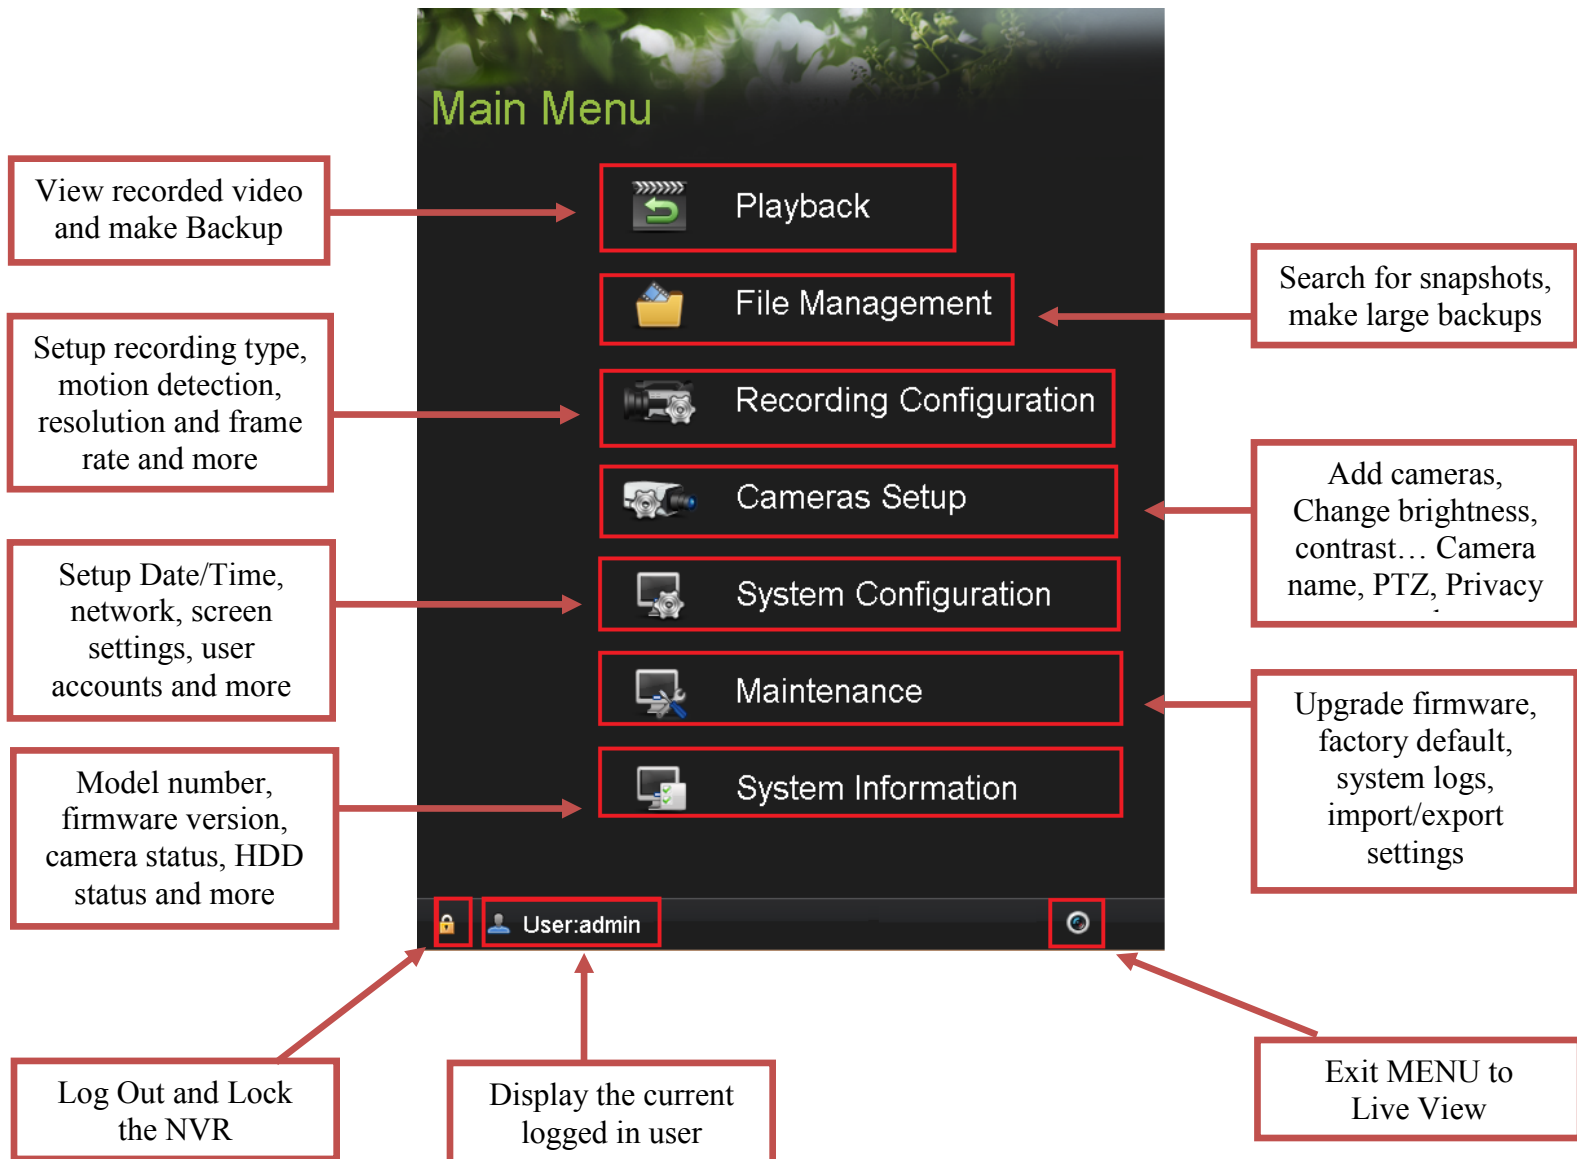 Main Menu
View recorded video
and make Backup
Playback
Search for snapshots,
make large backups
File Management
Setup recording type,
motion detection,
resolution and frame
rate and more
Recording Configuration
Add cameras,
Change brightness,
contrast… Camera
name, PTZ, Privacy
Cameras Setup
Setup Date/Time,
network, screen
settings, user
accounts and more
System Configuration
Upgrade firmware,
factory default,
system logs,
import/export
settings
Maintenance
Model number,
firmware version,
camera status, HDD
status and more
System Information
User:admin
Log Out and Lock
the NVR
Display the current
logged in user
Exit MENU to
Live View